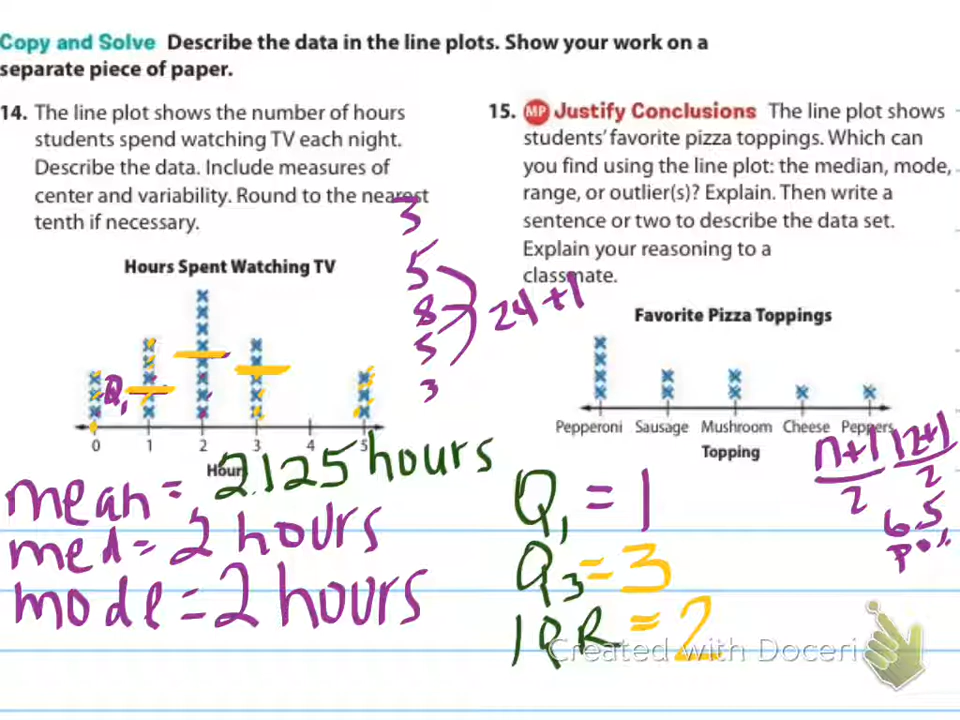 Copy and Solve Describe the data in the line plots. Show your work on a
separate piece of paper.
14. The line plot shows the number of hours
students spend watching TV each night.
Describe the data. Include measures of
center and variability. Round to the nearest
tenth if necessary.
Hours Spent Watching TV
0 1 2 3 4 5
Hour
Q1
3
5
8
5
3
24+1
15. MP Justify Conclusions The line plot shows
students' favorite pizza toppings. Which can
you find using the line plot: the median, mode,
range, or outlier(s)? Explain. Then write a
sentence or two to describe the data set.
Explain your reasoning to a
classmate.
Favorite Pizza Toppings
Pepperoni Sausage Mushroom Cheese Peppers
Topping
n+1 12+1
2 2
6.5
mean = 2.125 hours
med = 2 hours
mode = 2 hours
Q1 = 1
Q3 = 3
IQR = 2
Created with Doceri